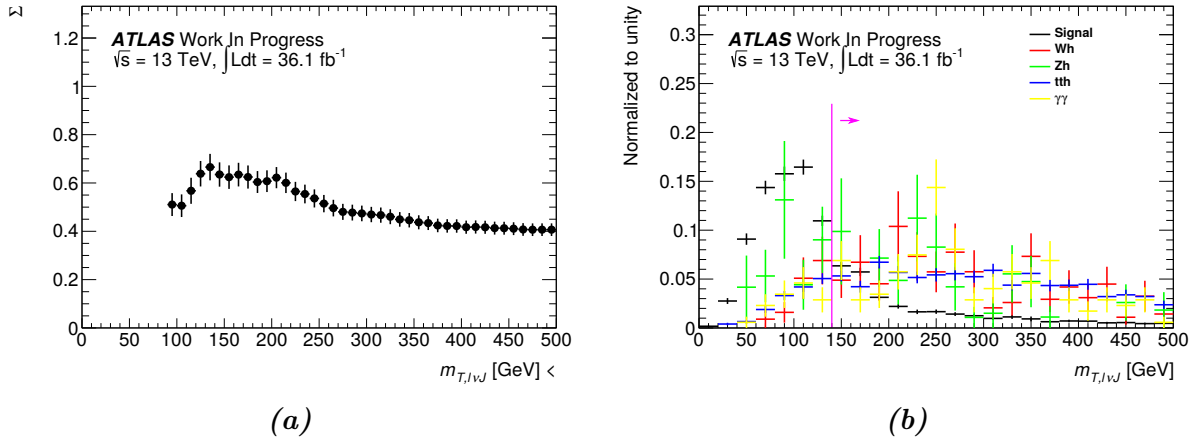 Σ
1.2
1
0.8
0.6
0.4
0.2
0
ATLAS Work In Progress
√s = 13 TeV, ∫Ldt = 36.1 fb-1
0 50 100 150 200 250 300 350 400 450 500
m_T,lνJ [GeV] <
(a)
Normalized to unity
0.3
0.25
0.2
0.15
0.1
0.05
0
ATLAS Work In Progress
√s = 13 TeV, ∫Ldt = 36.1 fb-1
Signal
Wh
Zh
tth
γγ
0 50 100 150 200 250 300 350 400 450 500
m_T,lνJ [GeV]
(b)